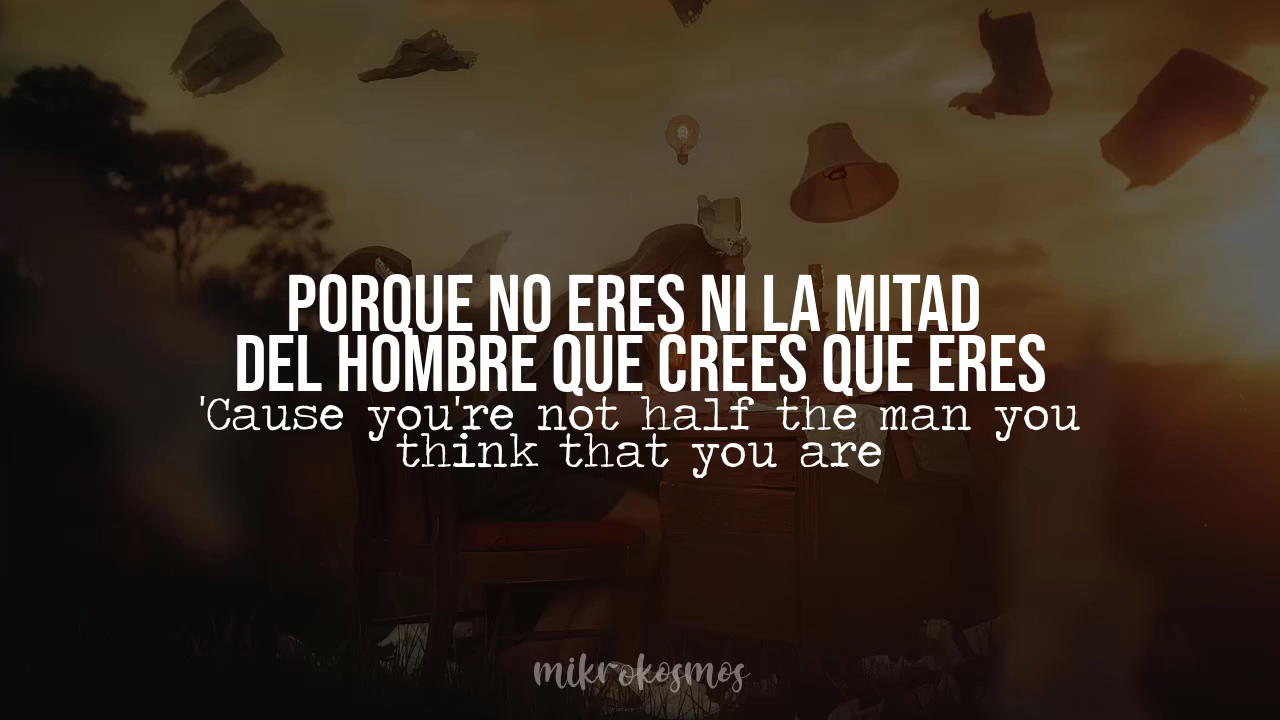 PORQUE NO ERES NI LA MITAD
DEL HOMBRE QUE CREES QUE ERES
'Cause you're not half the man you
think that you are
mikrokosmos